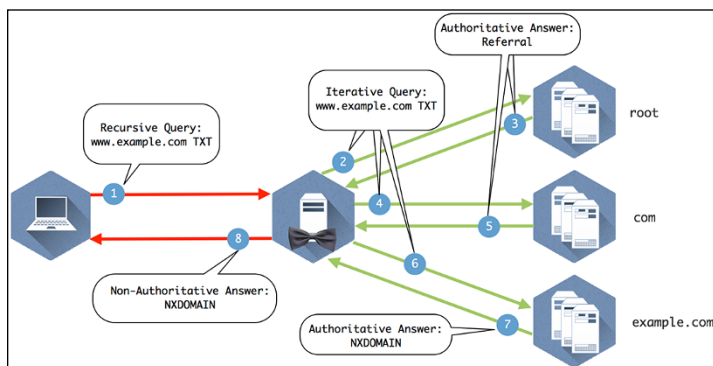 Authoritative Answer:
Referral
Iterative Query:
www.example.com TXT
Recursive Query:
www.example.com TXT
root
2
3
1
4
com
5
8
6
Non-Authoritative Answer:
NXDOMAIN
example.com
7
Authoritative Answer:
NXDOMAIN